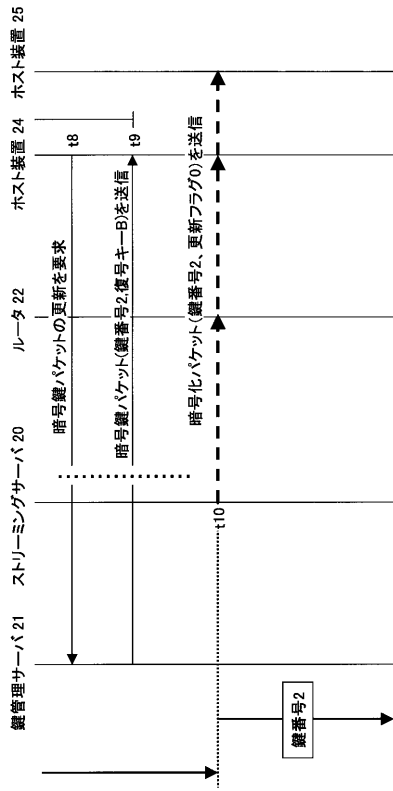 鍵管理サーバ 21
ストリーミングサーバ 20
ルータ 22
ホスト装置 24
ホスト装置 25
t8
暗号鍵パケットの更新を要求
t9
暗号鍵パケット(鍵番号2,復号キーB)を送信
暗号化パケット(鍵番号2、更新フラグ0)を送信
t10
鍵番号2